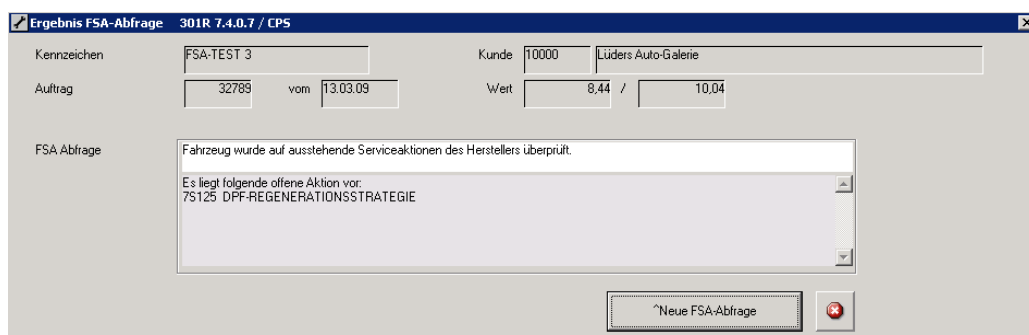 Ergebnis FSA-Abfrage 301R 7.4.0.7 / CPS
Kennzeichen FSA-TEST 3 Kunde 10000 Lüders Auto-Galerie
Auftrag 32789 vom 13.03.09 Wert 8,44 / 10,04
FSA Abfrage Fahrzeug wurde auf ausstehende Serviceaktionen des Herstellers überprüft.
Es liegt folgende offene Aktion vor:
7S125 DPF-REGENERATIONSSTRATEGIE
^Neue FSA-Abfrage